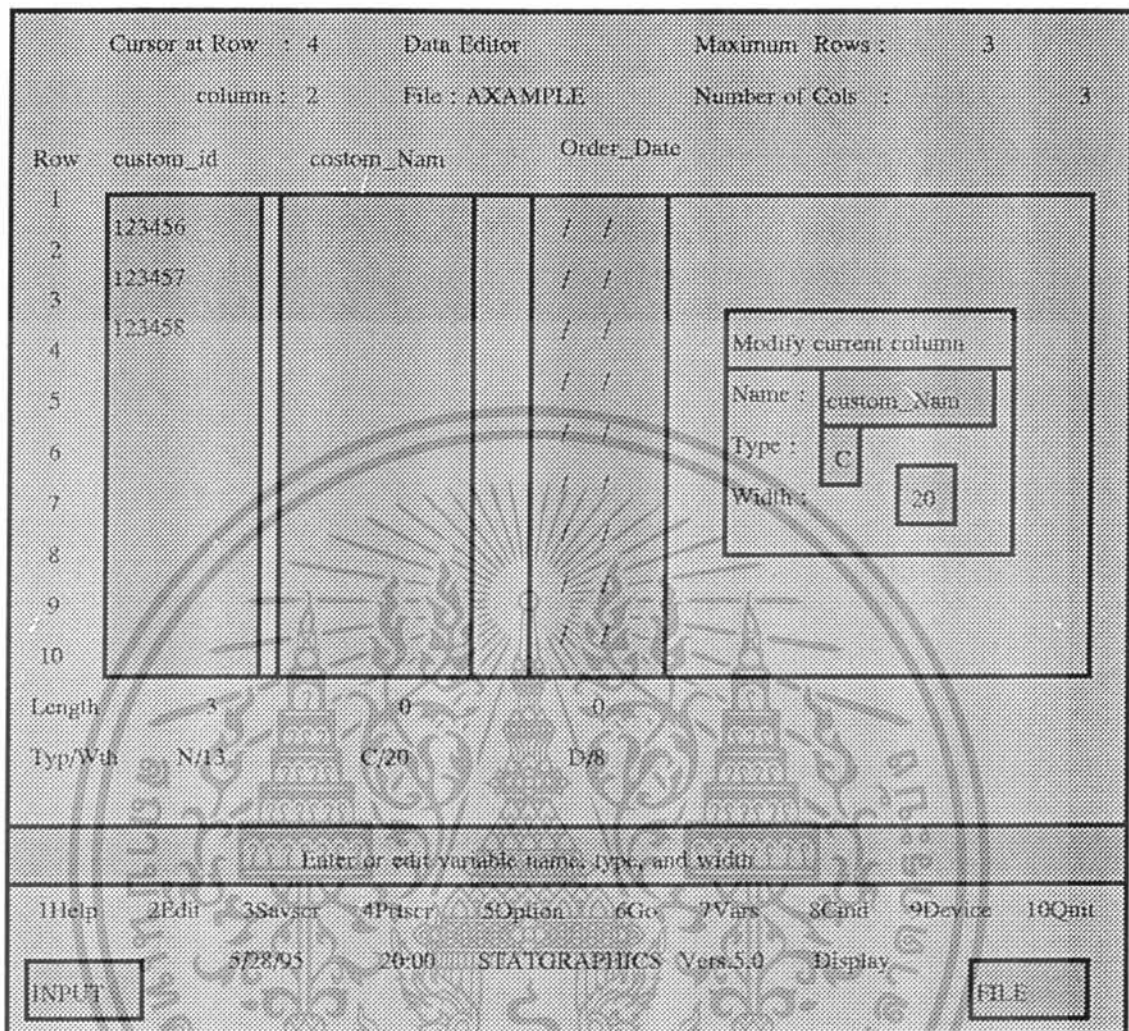 Cursor at Row : 4 Data Editor Maximum Rows : 3
column : 2 File : AXAMPLE Number of Cols : 3
Row custom_id costom_Nam Order_Date
1
123456 / /
2
123457 / /
3
123458 / /
4
Modify current column
/ /
5
Name : custom_Nam
/ /
6
Type : C
/ /
7
Width : 20
/ /
8
/ /
9
/ /
10
Length 3 0 0
Typ/Wth N/13 C/20 D/8
Enter or edit variable name, type, and width
1Help 2Edit 3Savscr 4Prtscr 5Option 6Go 7Vars 8Cmd 9Device 10Quit
5/28/95 20:00 STATGRAPHICS Vers.5.0 Display
INPUT FILE